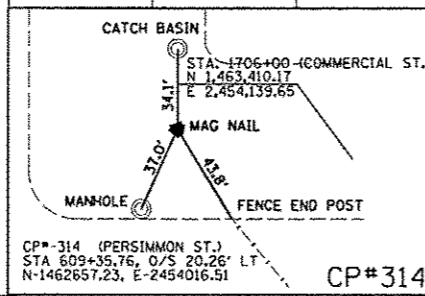 CATCH BASIN
STA. 1706+00 (COMMERCIAL ST.
N 1,463,410.17
E 2,454,139.65
34.1'
MAG NAIL
37.0'
43.8'
MANHOLE
FENCE END POST
CP#-314 (PERSIMMON ST.)
STA 609+35.76, O/S 20.26' LT
N-1462657.23, E-2454016.51
CP#314